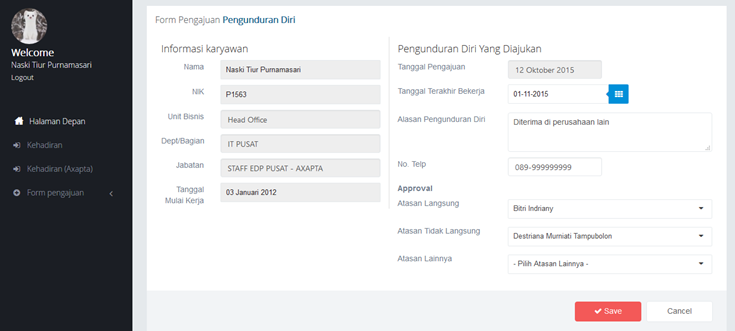 Welcome
Naski Tiur Purnamasari
Logout
Halaman Depan
Kehadiran
Kehadiran (Axapta)
Form pengajuan
Form Pengajuan Pengunduran Diri
Informasi karyawan
Nama Naski Tiur Purnamasari
NIK P1563
Unit Bisnis Head Office
Dept/Bagian IT PUSAT
Jabatan STAFF EDP PUSAT - AXAPTA
Tanggal
Mulai Kerja 03 Januari 2012
Pengunduran Diri Yang Diajukan
Tanggal Pengajuan 12 Oktober 2015
Tanggal Terakhir Bekerja 01-11-2015
Alasan Pengunduran Diri Diterima di perusahaan lain
No. Telp 089-999999999
Approval
Atasan Langsung Bitri Indriany
Atasan Tidak Langsung Destriana Murniati Tampubolon
Atasan Lainnya - Pilih Atasan Lainnya -
Save Cancel